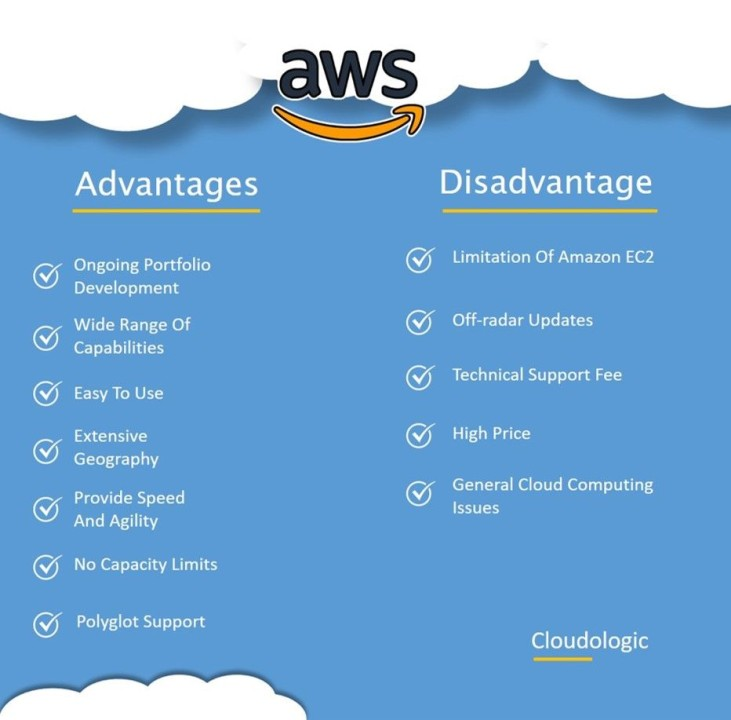 aws
Advantages
Ongoing Portfolio
Development
Wide Range Of
Capabilities
Easy To Use
Extensive
Geography
Provide Speed
And Agility
No Capacity Limits
Polyglot Support
Disadvantage
Limitation Of Amazon EC2
Off-radar Updates
Technical Support Fee
High Price
General Cloud Computing
Issues
Cloudologic